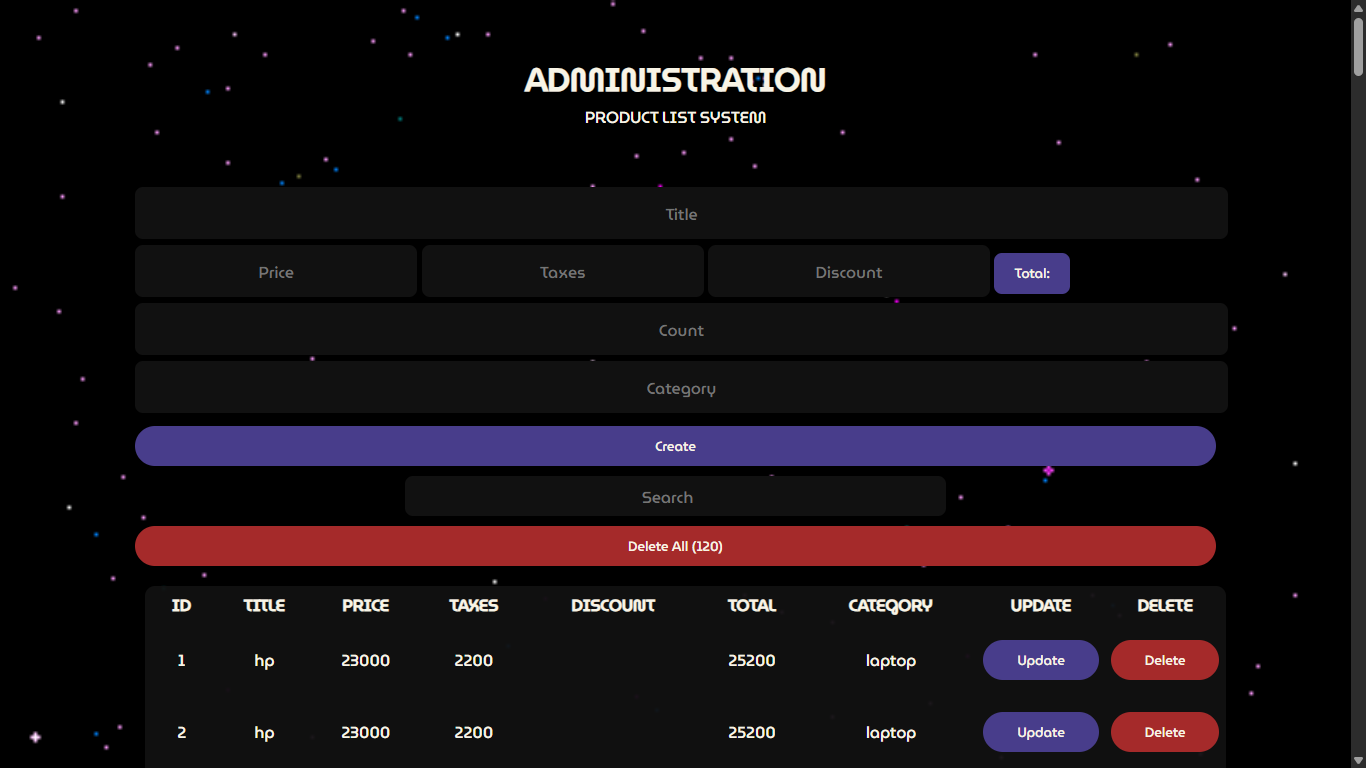 ADMINISTRATION
PRODUCT LIST SYSTEM
Title
Price Taxes Discount Total:
Count
Category
Create
Search
Delete All (120)
ID TITLE PRICE TAXES DISCOUNT TOTAL CATEGORY UPDATE DELETE
1 hp 23000 2200 25200 laptop Update Delete
2 hp 23000 2200 25200 laptop Update Delete